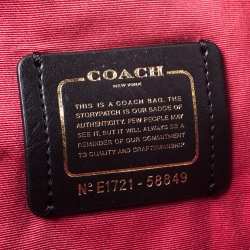 COACH
NEW YORK
THIS IS A COACH BAG. THE
STORYPATCH IS OUR BADGE OF
AUTHENTICITY. FEW PEOPLE MAY
SEE IT, BUT IT WILL ALWAYS BE A
REMINDER OF OUR COMMITMENT
TO QUALITY AND CRAFTSMANSHIP
Nº E1721 - 58849